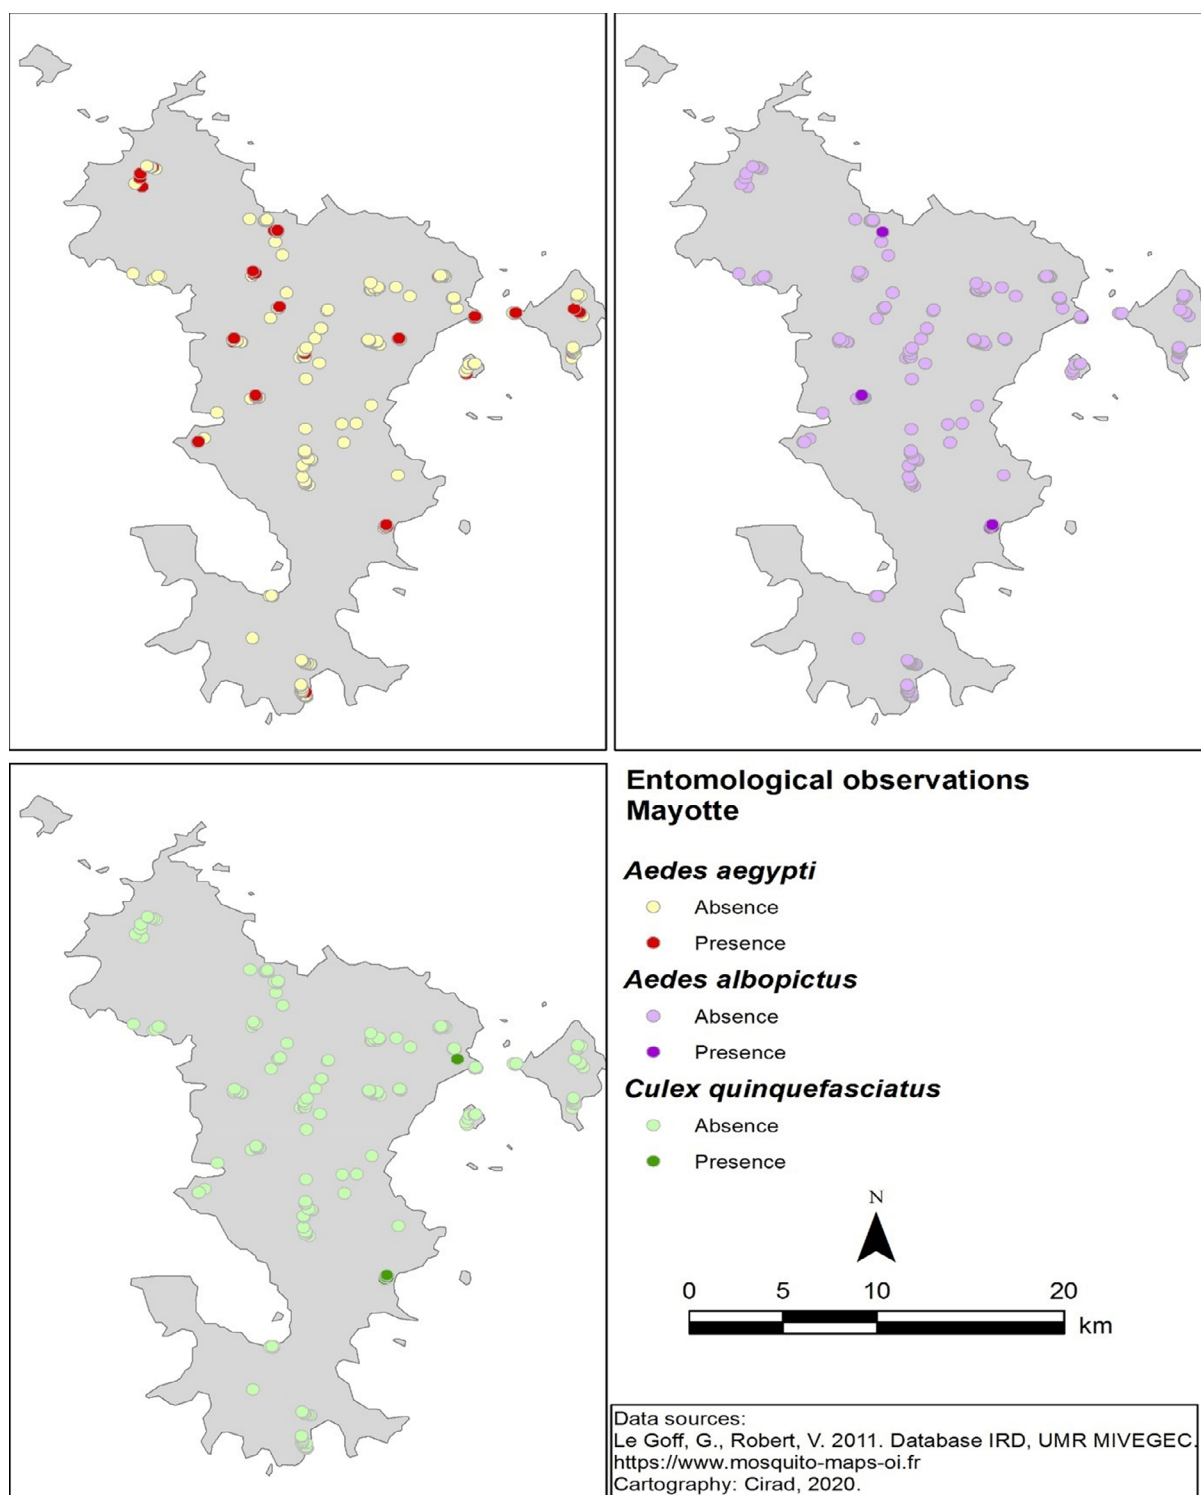 Entomological observations
Mayotte
Aedes aegypti
Absence
Presence
Aedes albopictus
Absence
Presence
Culex quinquefasciatus
Absence
Presence
N
0 5 10 20
km
Data sources:
Le Goff, G., Robert, V. 2011. Database IRD, UMR MIVEGEC.
https://www.mosquito-maps-oi.fr
Cartography: Cirad, 2020.